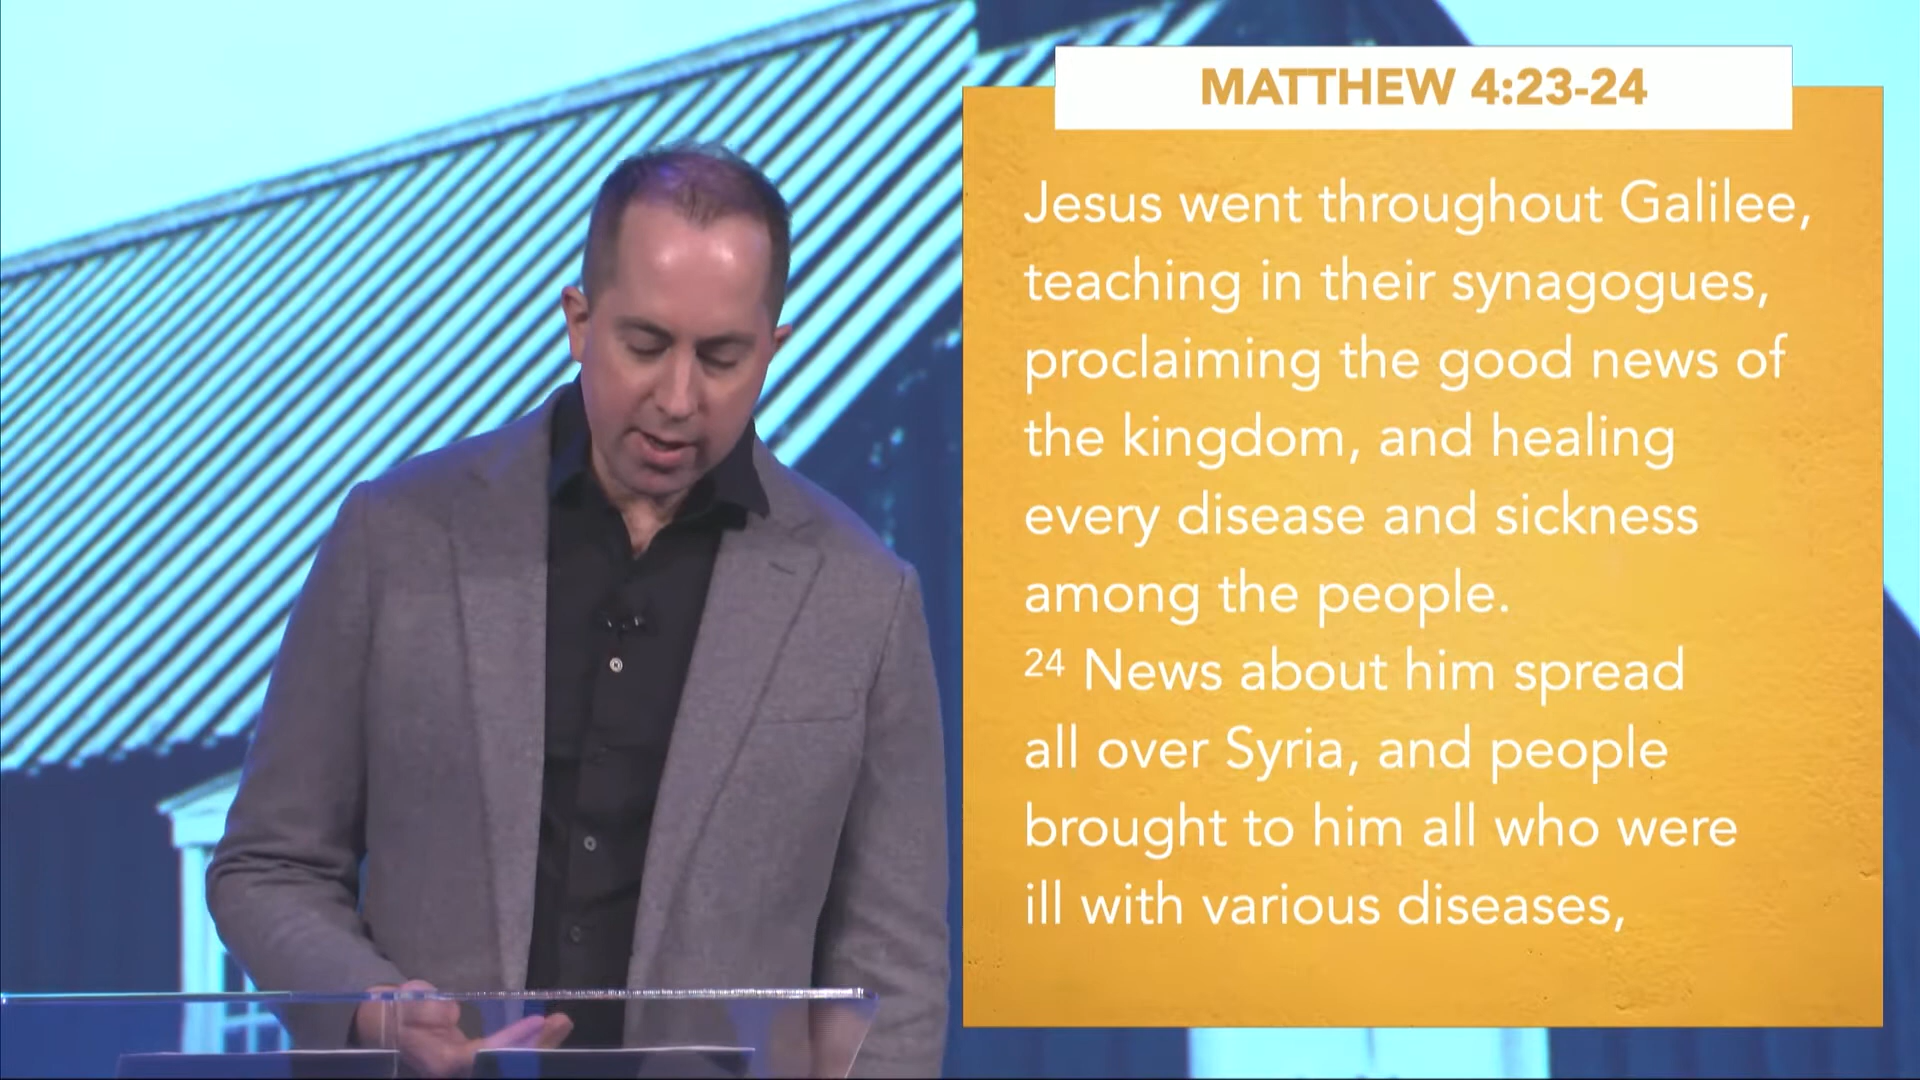 MATTHEW 4:23-24
Jesus went throughout Galilee,
teaching in their synagogues,
proclaiming the good news of
the kingdom, and healing
every disease and sickness
among the people.
24 News about him spread
all over Syria, and people
brought to him all who were
ill with various diseases,